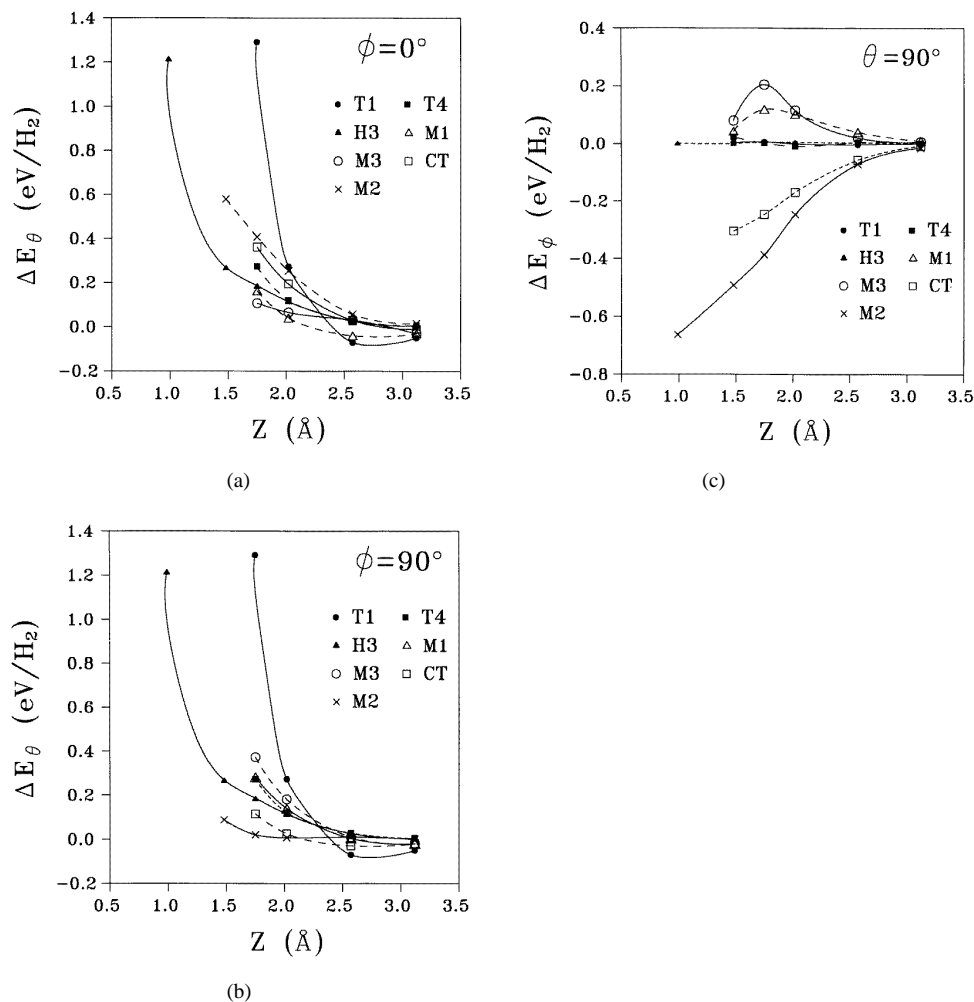 1.4
1.2
1.0
0.8
0.6
0.4
0.2
0.0
−0.2
ΔE_θ (eV/H₂)
ϕ=0°
T1 T4
H3 M1
M3 CT
M2
0.5 1.0 1.5 2.0 2.5 3.0 3.5
Z (Å)
(a)
0.4
0.2
0.0
−0.2
−0.4
−0.6
−0.8
ΔE_ϕ (eV/H₂)
θ=90°
T1 T4
H3 M1
M3 CT
M2
0.5 1.0 1.5 2.0 2.5 3.0 3.5
Z (Å)
(c)
1.4
1.2
1.0
0.8
0.6
0.4
0.2
0.0
−0.2
ΔE_θ (eV/H₂)
ϕ=90°
T1 T4
H3 M1
M3 CT
M2
0.5 1.0 1.5 2.0 2.5 3.0 3.5
Z (Å)
(b)